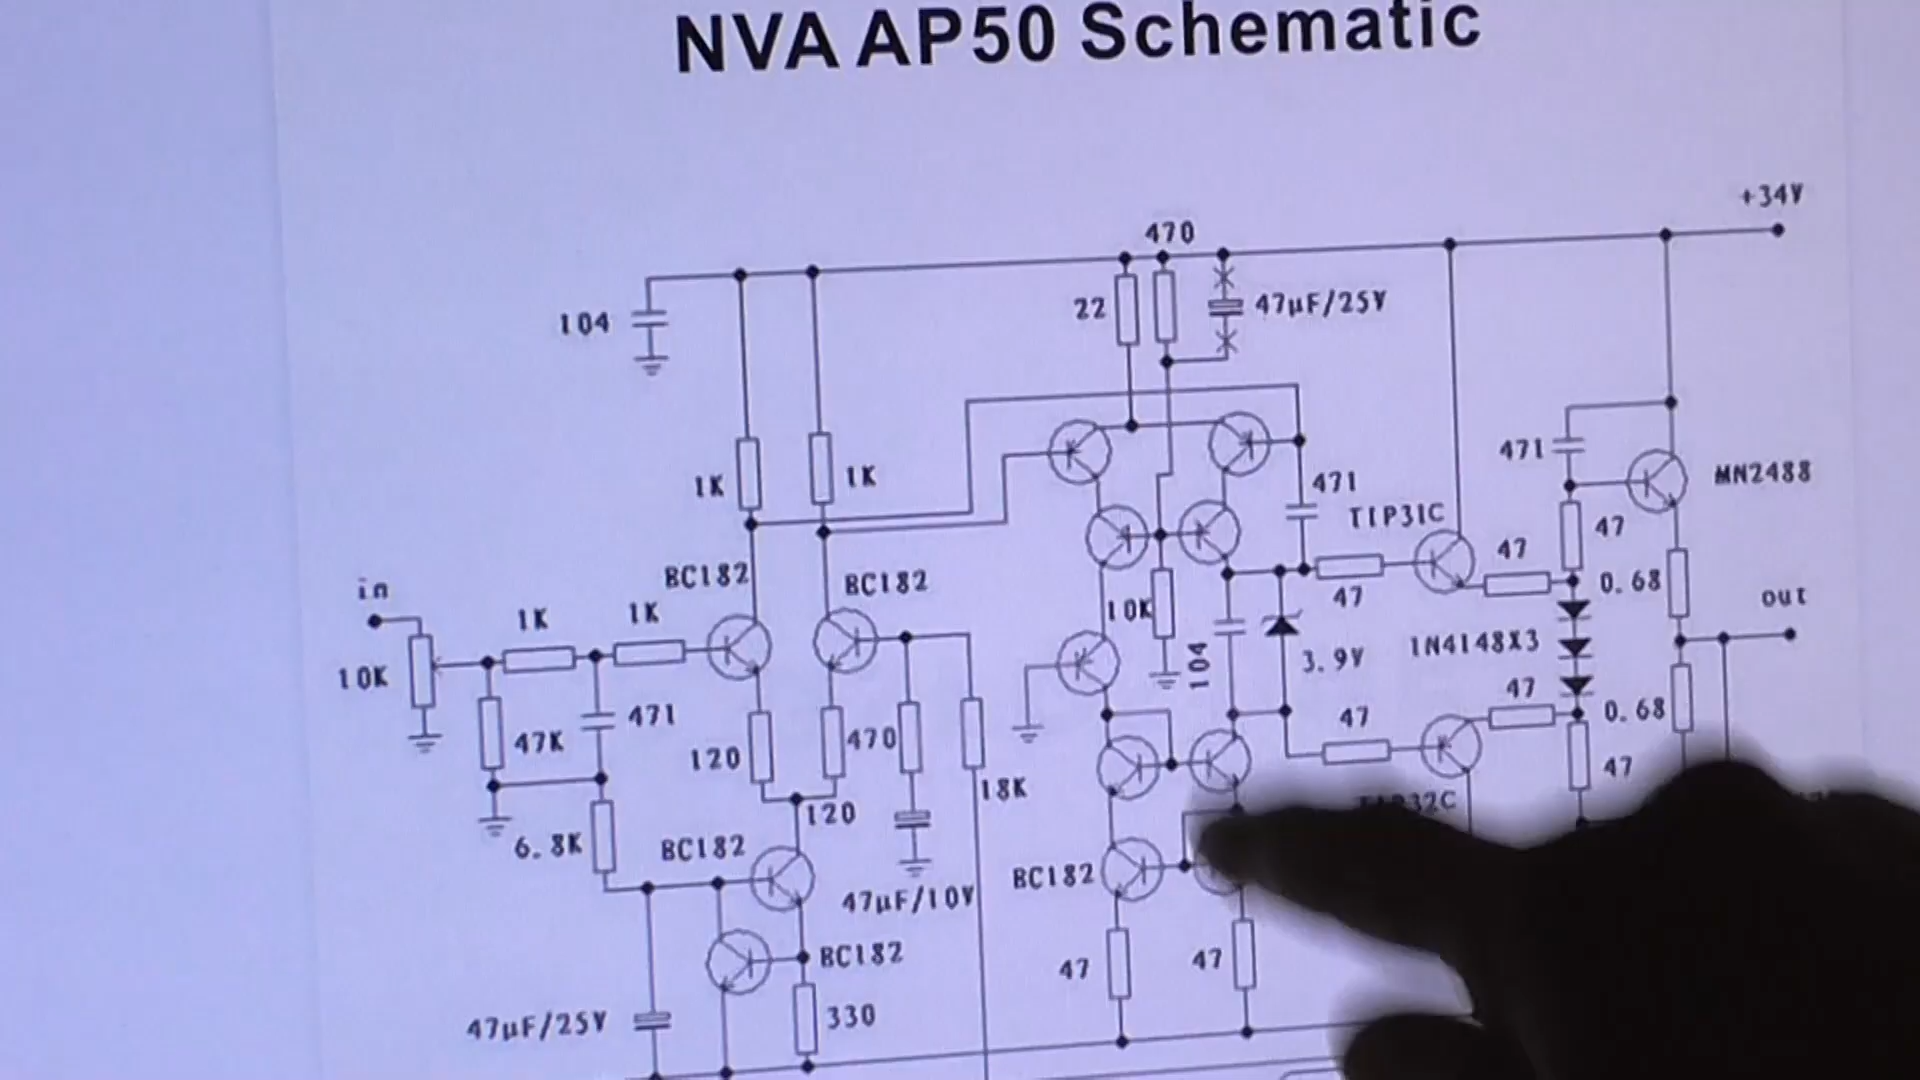 NVA AP50 Schematic
+34V
470
22
47µF/25V
104
1K
1K
471
MN2488
471
TIP31C
47
47
0.68
out
in
BC182
BC182
1K
1K
10K
47
10K
104
3.9V
1N4148X3
471
47K
120
470
47
47
0.68
47
18K
120
6.8K
BC182
BC182
47µF/10V
47
47
BC182
330
47µF/25V